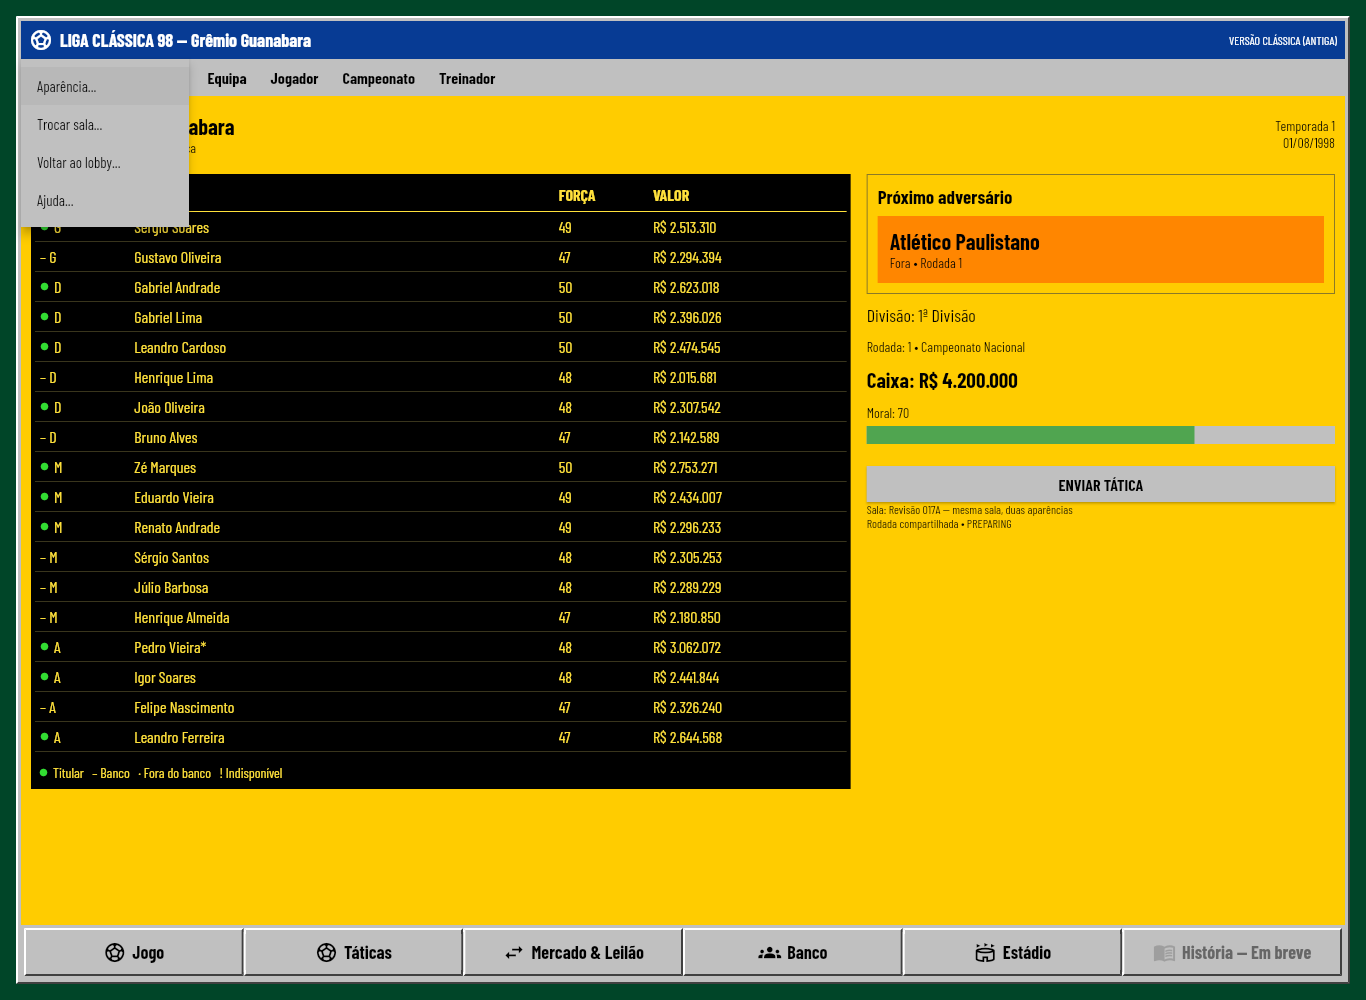 LIGA CLÁSSICA 98 — Grêmio Guanabara
VERSÃO CLÁSSICA (ANTIGA)
Equipa Jogador Campeonato Treinador
Aparência...
Trocar sala...
Voltar ao lobby...
Ajuda...
abara
ca
Temporada 1
01/08/1998
FORÇA VALOR
G Sérgio Soares 49 R$ 2.513.310
– G Gustavo Oliveira 47 R$ 2.294.394
D Gabriel Andrade 50 R$ 2.623.018
D Gabriel Lima 50 R$ 2.396.026
D Leandro Cardoso 50 R$ 2.474.545
– D Henrique Lima 48 R$ 2.015.681
D João Oliveira 48 R$ 2.307.542
– D Bruno Alves 47 R$ 2.142.589
M Zé Marques 50 R$ 2.753.271
M Eduardo Vieira 49 R$ 2.434.007
M Renato Andrade 49 R$ 2.296.233
– M Sérgio Santos 48 R$ 2.305.253
– M Júlio Barbosa 48 R$ 2.289.229
– M Henrique Almeida 47 R$ 2.180.850
A Pedro Vieira* 48 R$ 3.062.072
A Igor Soares 48 R$ 2.441.844
– A Felipe Nascimento 47 R$ 2.326.240
A Leandro Ferreira 47 R$ 2.644.568
Titular – Banco · Fora do banco ! Indisponível
Próximo adversário
Atlético Paulistano
Fora • Rodada 1
Divisão: 1ª Divisão
Rodada: 1 • Campeonato Nacional
Caixa: R$ 4.200.000
Moral: 70
ENVIAR TÁTICA
Sala: Revisão 017A — mesma sala, duas aparências
Rodada compartilhada • PREPARING
Jogo Táticas Mercado & Leilão Banco Estádio História — Em breve